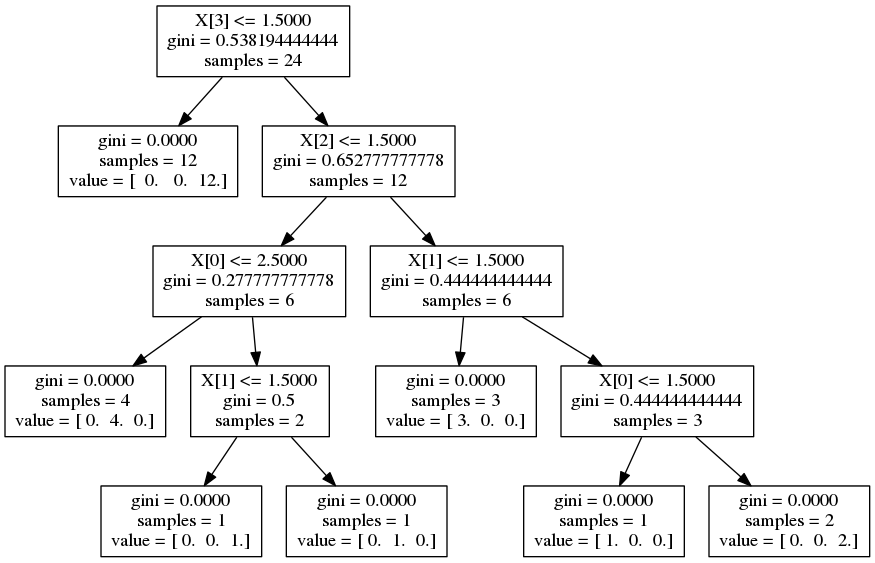 X[3] <= 1.5000
gini = 0.538194444444
samples = 24
gini = 0.0000
samples = 12
value = [  0.   0.  12.]
X[2] <= 1.5000
gini = 0.652777777778
samples = 12
X[0] <= 2.5000
gini = 0.277777777778
samples = 6
X[1] <= 1.5000
gini = 0.444444444444
samples = 6
gini = 0.0000
samples = 4
value = [ 0.  4.  0.]
X[1] <= 1.5000
gini = 0.5
samples = 2
gini = 0.0000
samples = 3
value = [ 3.  0.  0.]
X[0] <= 1.5000
gini = 0.444444444444
samples = 3
gini = 0.0000
samples = 1
value = [ 0.  0.  1.]
gini = 0.0000
samples = 1
value = [ 0.  1.  0.]
gini = 0.0000
samples = 1
value = [ 1.  0.  0.]
gini = 0.0000
samples = 2
value = [ 0.  0.  2.]